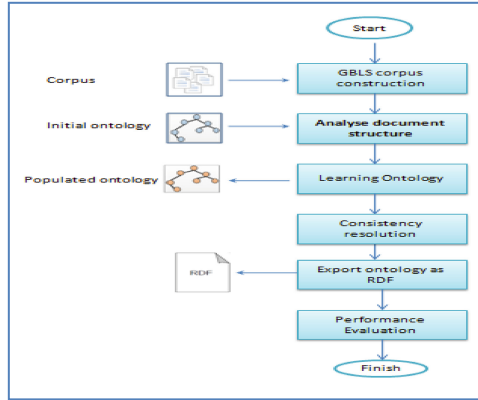 Start
Corpus
GBLS corpus
construction
Initial ontology
Analyse document
structure
Populated ontology
Learning Ontology
Consistency
resolution
RDF
Export ontology as
RDF
Performance
Evaluation
Finish